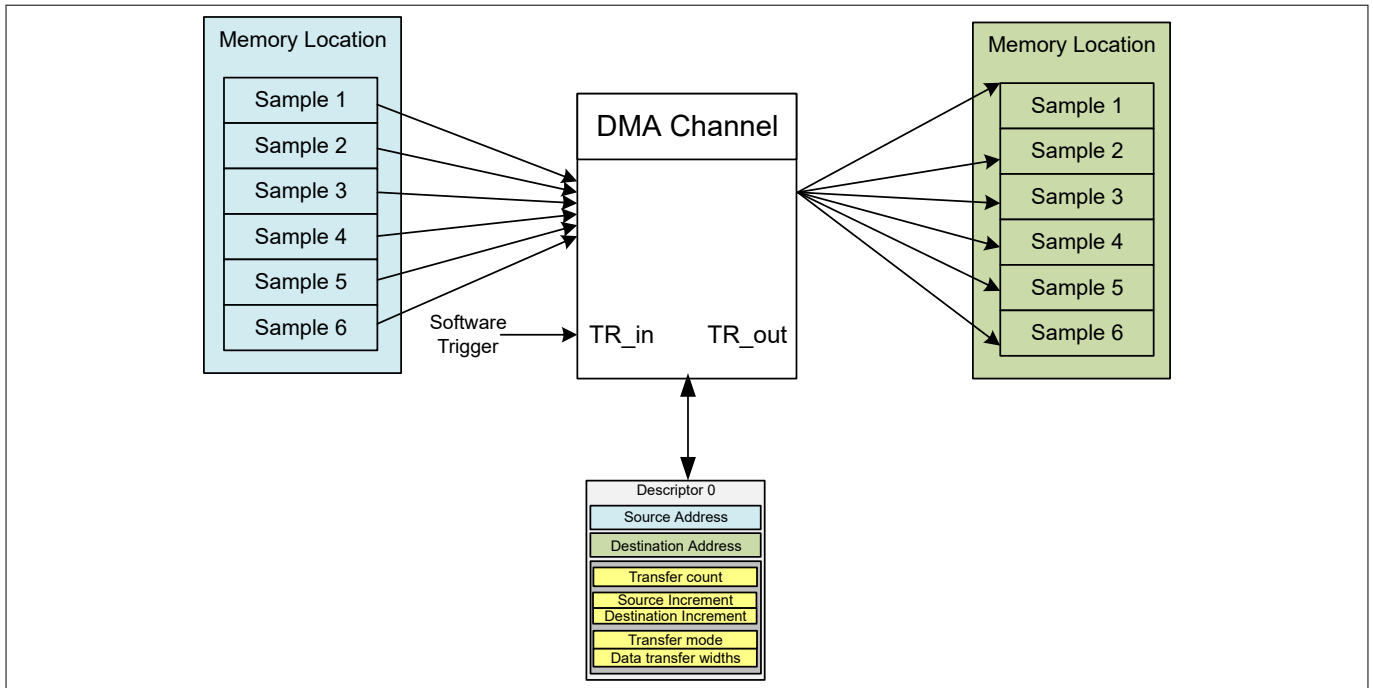 Memory Location
Sample 1
Sample 2
Sample 3
Sample 4
Sample 5
Sample 6
Software
Trigger
DMA Channel
TR_in
TR_out
Memory Location
Sample 1
Sample 2
Sample 3
Sample 4
Sample 5
Sample 6
Descriptor 0
Source Address
Destination Address
Transfer count
Source Increment
Destination Increment
Transfer mode
Data transfer widths